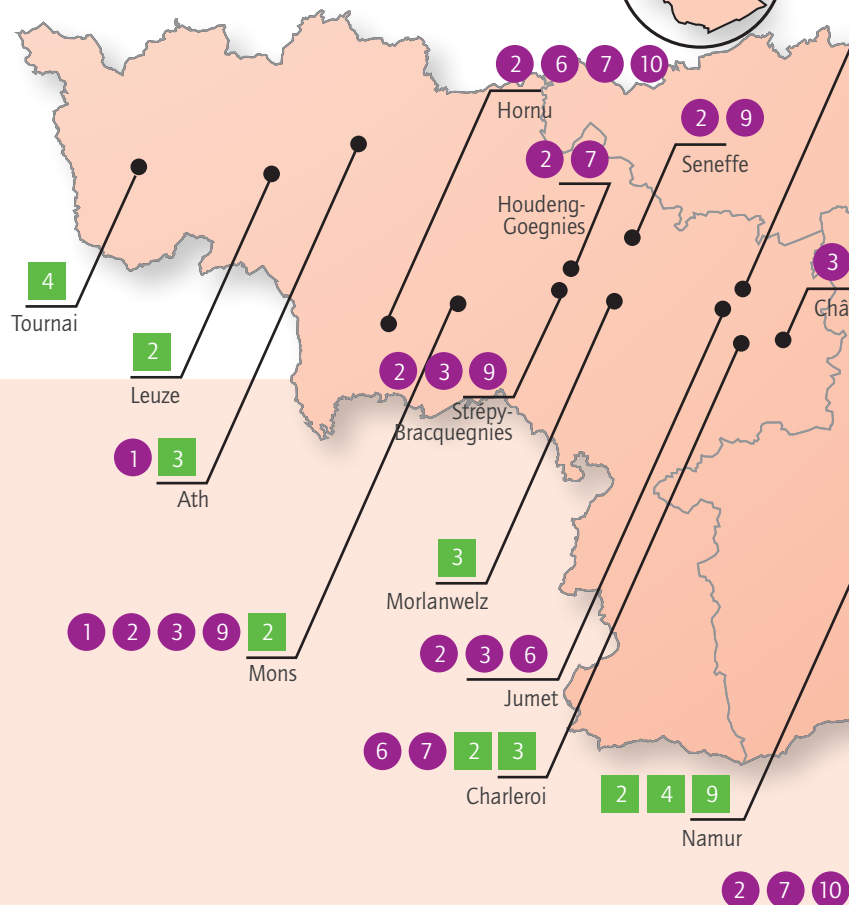 2 6 7 10
Hornu
2 9
Seneffe
2 7
Houdeng-
Goegnies
3
Châ
4
Tournai
2
Leuze
2 3 9
Strépy-
Bracquegnies
1 3
Ath
3
Morlanwelz
1 2 3 9 2
Mons
2 3 6
Jumet
6 7 2 3
Charleroi
2 4 9
Namur
2 7 10